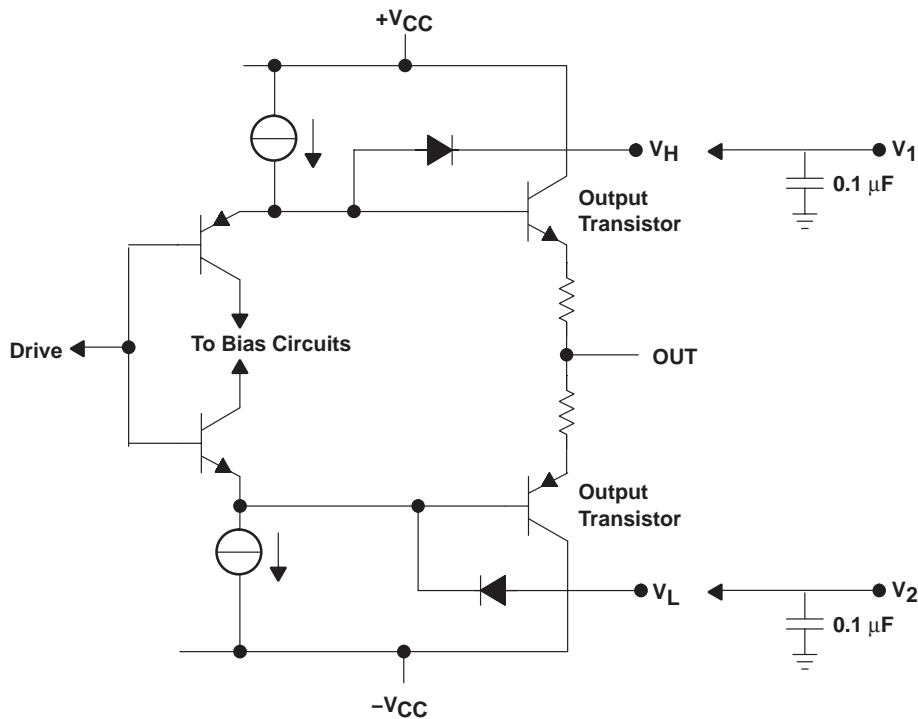 +VCC
VH
V1
0.1 μF
Output
Transistor
Drive
To Bias Circuits
OUT
Output
Transistor
VL
V2
0.1 μF
−VCC